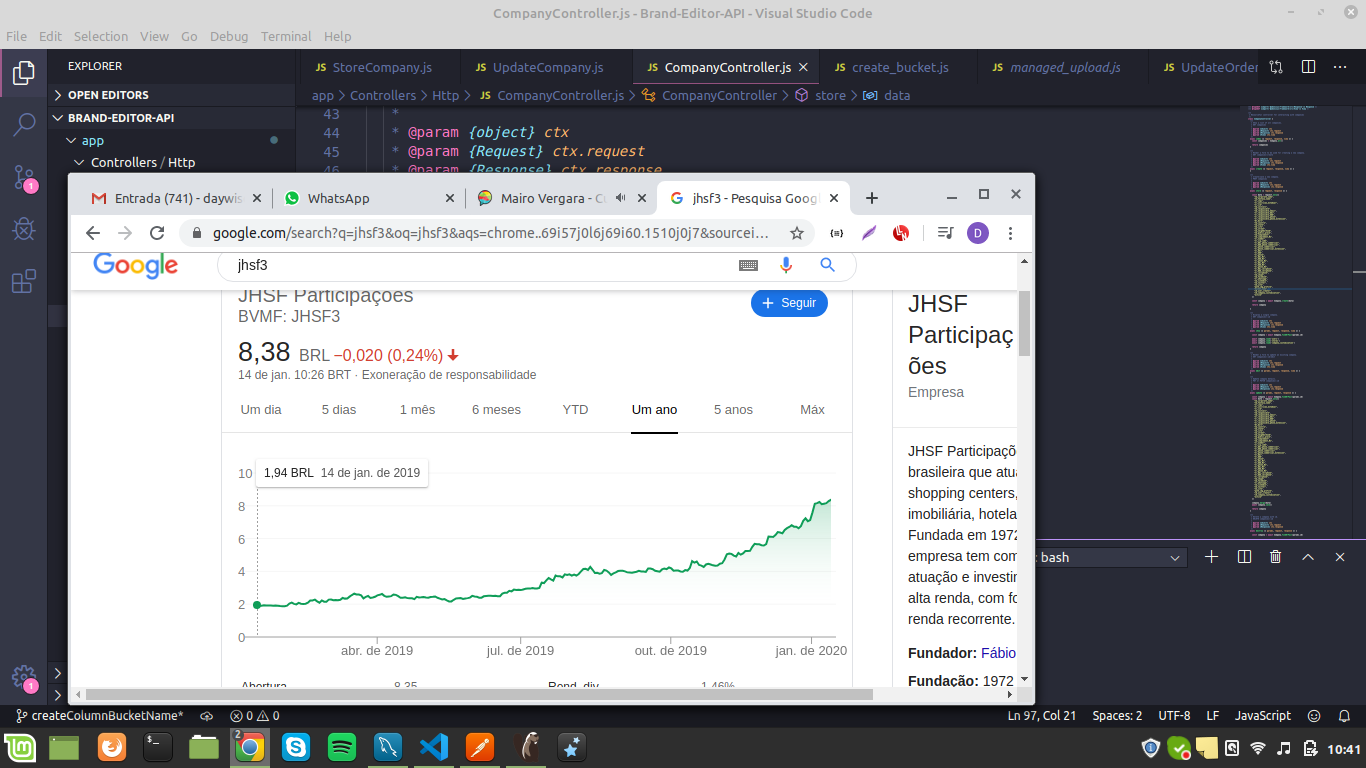 CompanyController.js - Brand-Editor-API - Visual Studio Code
File Edit Selection View Go Debug Terminal Help
EXPLORER
JS StoreCompany.js
JS UpdateCompany.js
JS CompanyController.js
JS create_bucket.js
JS managed_upload.js
JS UpdateOrder
OPEN EDITORS
app > Controllers > Http > JS CompanyController.js > CompanyController > store > data
BRAND-EDITOR-API
app
Controllers / Http
43 *
44 * @param {object} ctx
45 * @param {Request} ctx.request
46 * @param {Response} ctx.response
1
1
Entrada (741) - daywis
WhatsApp
Mairo Vergara - Cu
jhsf3 - Pesquisa Goog
google.com/search?q=jhsf3&oq=jhsf3&aqs=chrome..69i57j0l6j69i60.1510j0j7&sourcei...
D
Google
jhsf3
JHSF Participações
BVMF: JHSF3
Seguir
8,38 BRL −0,020 (0,24%)
14 de jan. 10:26 BRT · Exoneração de responsabilidade
Um dia 5 dias 1 mês 6 meses YTD Um ano 5 anos Máx
1,94 BRL 14 de jan. de 2019
10
8
6
4
2
0
abr. de 2019 jul. de 2019 out. de 2019 jan. de 2020
Abertura 8,35 Rend. div. 1,46%
JHSF
Participaç
ões
Empresa
JHSF Participaçõ
brasileira que atua
shopping centers,
imobiliária, hotela
Fundada em 1972
empresa tem com
atuação e investir
alta renda, com fo
renda recorrente.
Fundador: Fábio
Fundação: 1972
: bash
createColumnBucketName* 0 0 Ln 97, Col 21 Spaces: 2 UTF-8 LF JavaScript
2
10:41